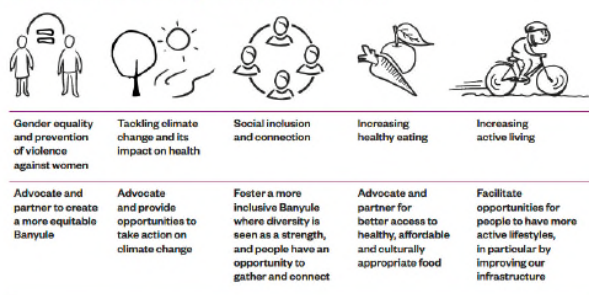 Gender equality
and prevention
of violence
against women
Tackling climate
change and its
impact on health
Social inclusion
and connection
Increasing
healthy eating
Increasing
active living
Advocate and
partner to create
a more equitable
Banyule
Advocate
and provide
opportunities to
take action on
climate change
Foster a more
inclusive Banyule
where diversity is
seen as a strength,
and people have an
opportunity to
gather and connect
Advocate and
partner for
better access to
healthy, affordable
and culturally
appropriate food
Facilitate
opportunities for
people to have more
active lifestyles,
in particular by
improving our
infrastructure